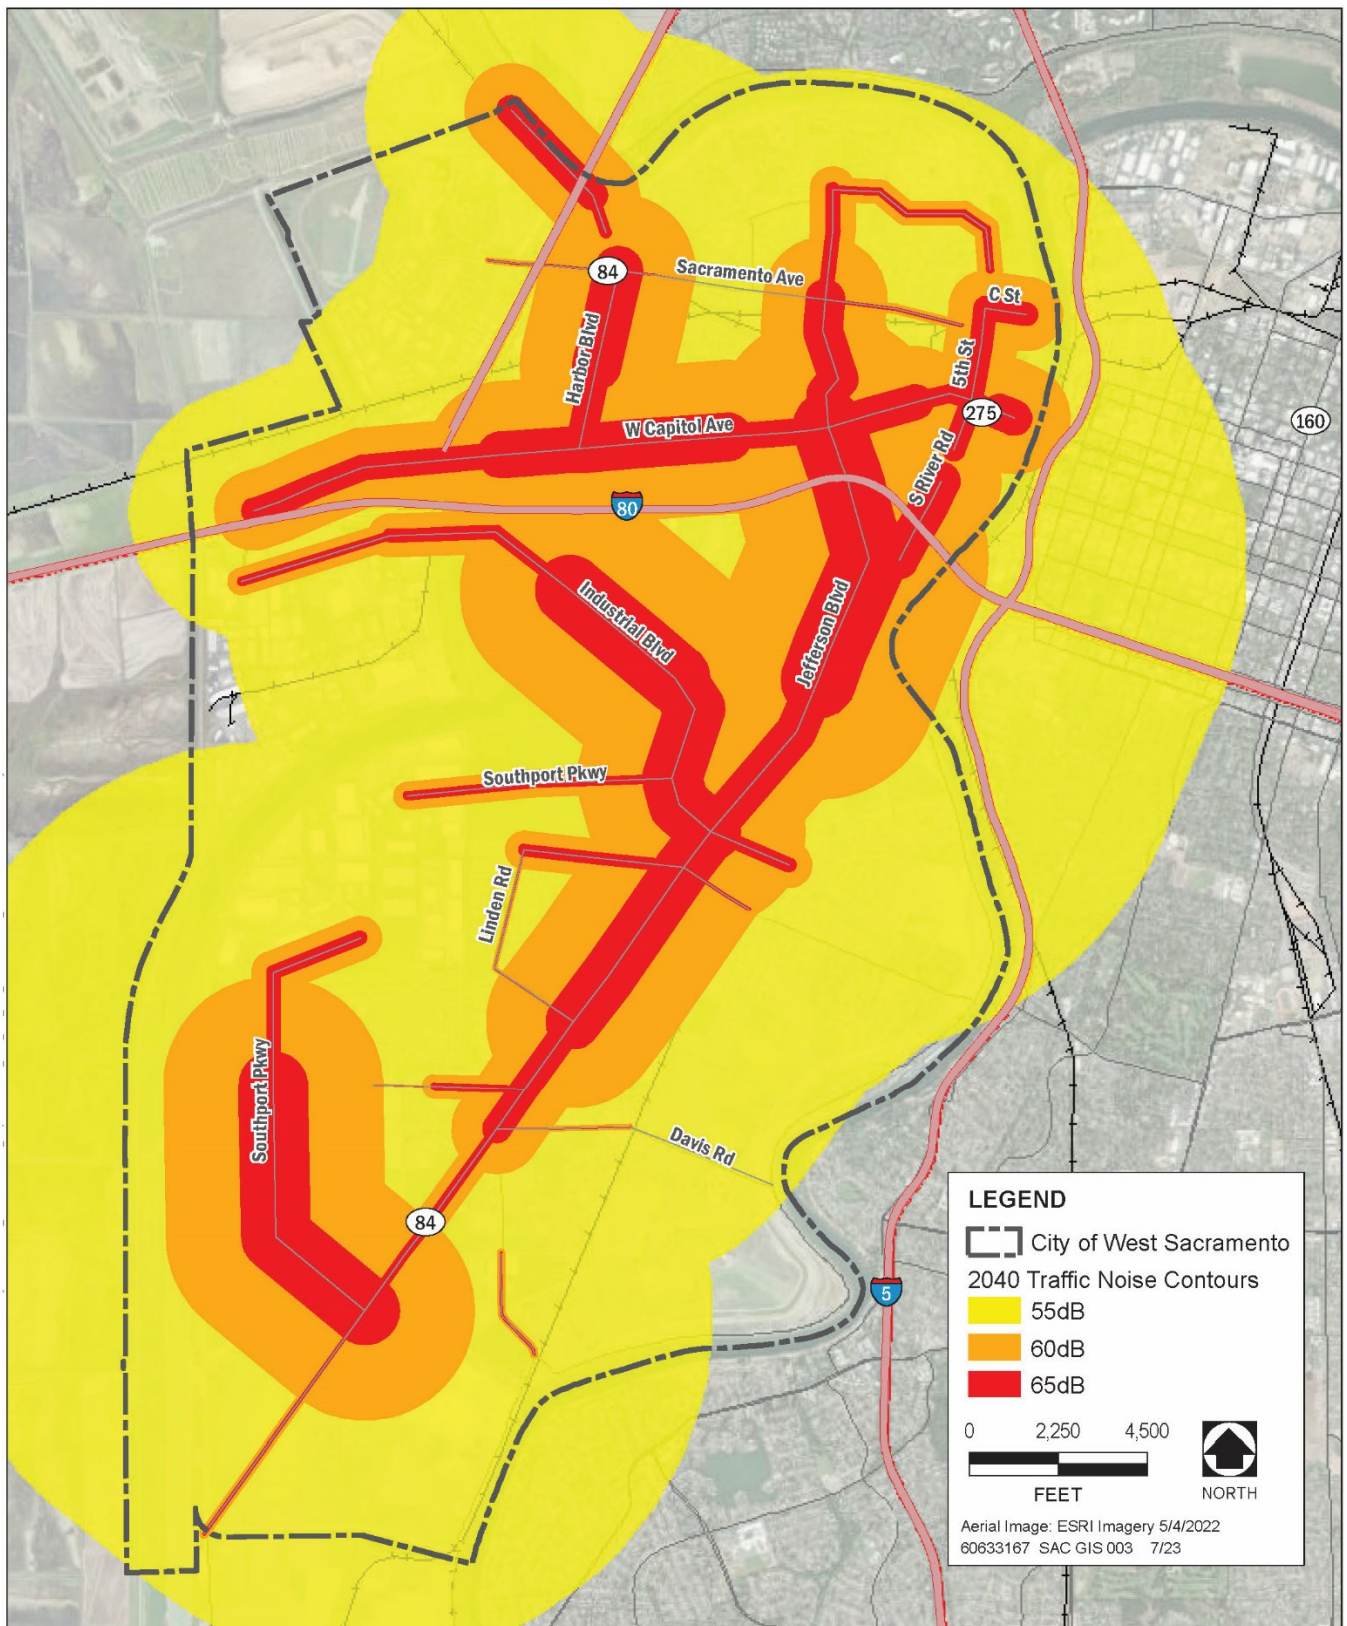 84
Sacramento Ave
C St
Harbor Blvd
5th St
275
160
W Capitol Ave
S River Rd
80
Industrial Blvd
Jefferson Blvd
Southport Pkwy
Linden Rd
Southport Pkwy
Davis Rd
84
5
LEGEND
City of West Sacramento
2040 Traffic Noise Contours
55dB
60dB
65dB
0 2,250 4,500
FEET
NORTH
Aerial Image: ESRI Imagery 5/4/2022
60633167 SAC GIS 003 7/23